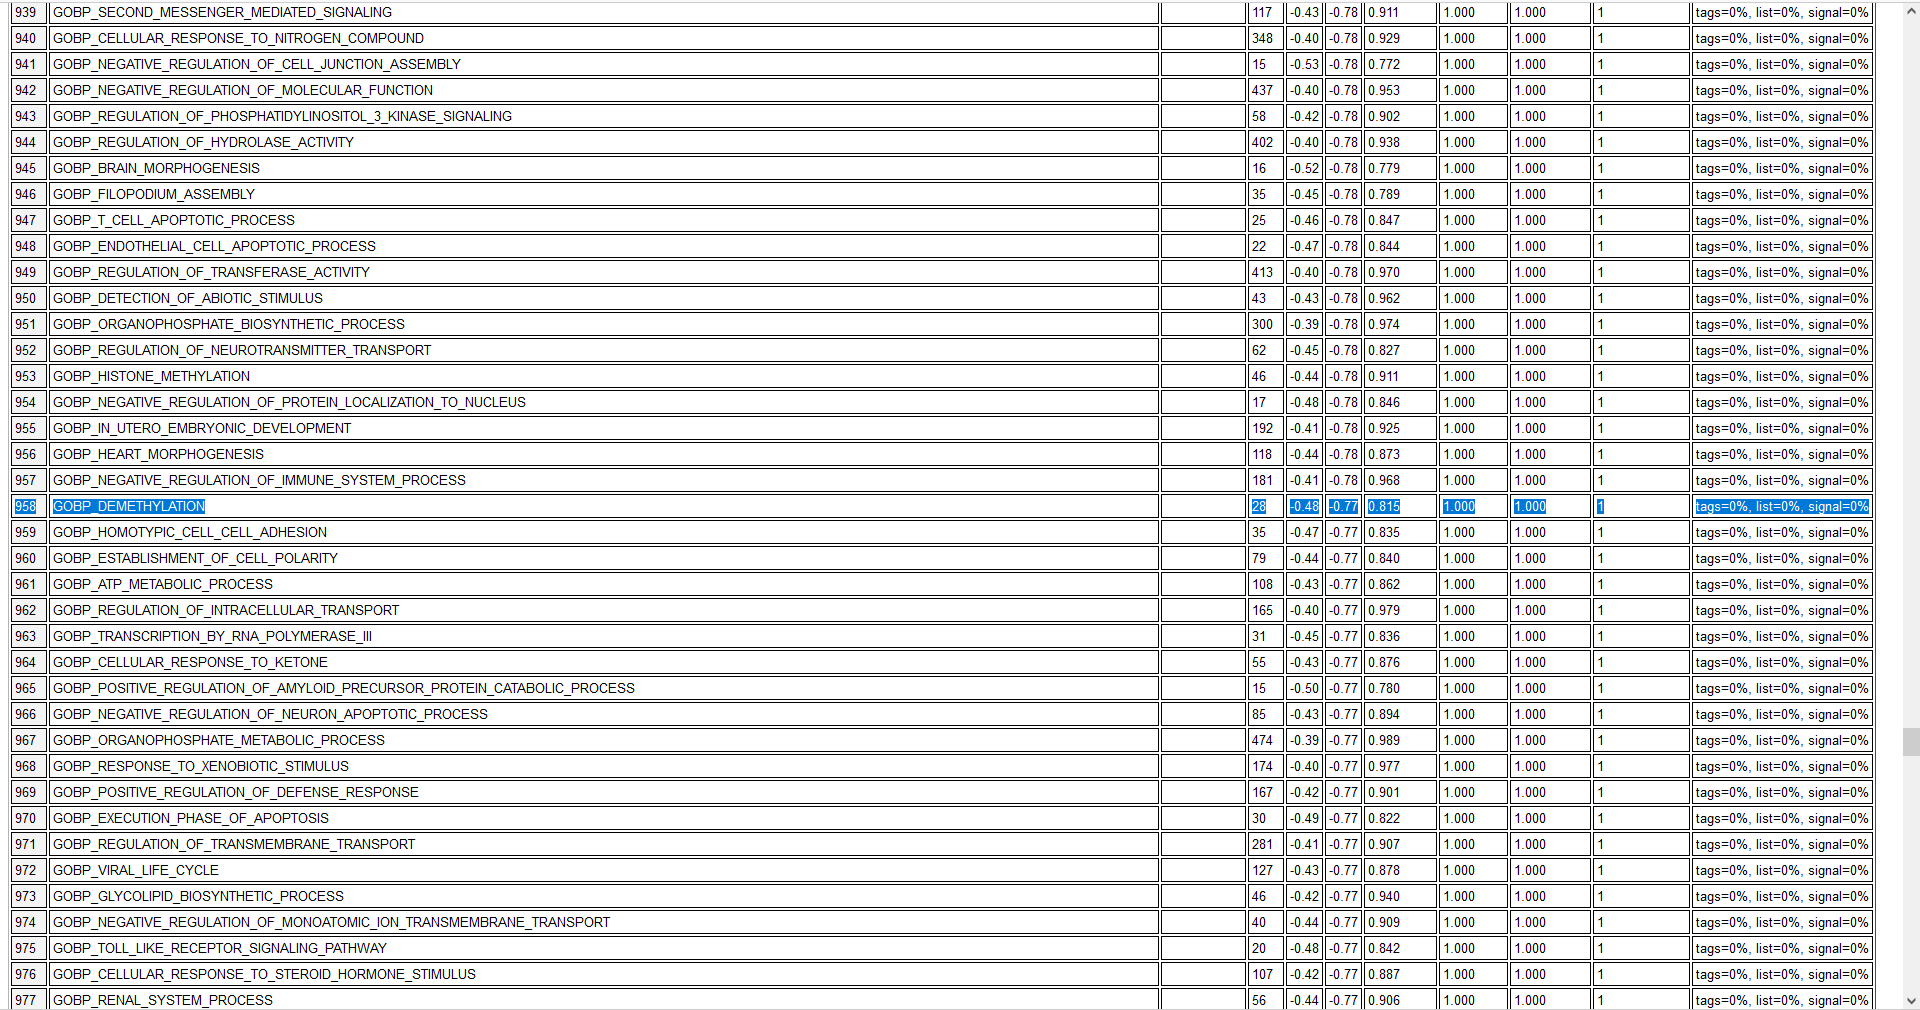 939 GOBP_SECOND_MESSENGER_MEDIATED_SIGNALING 117 -0.43 -0.78 0.911 1.000 1.000 1 tags=0%, list=0%, signal=0%
940 GOBP_CELLULAR_RESPONSE_TO_NITROGEN_COMPOUND 348 -0.40 -0.78 0.929 1.000 1.000 1 tags=0%, list=0%, signal=0%
941 GOBP_NEGATIVE_REGULATION_OF_CELL_JUNCTION_ASSEMBLY 15 -0.53 -0.78 0.772 1.000 1.000 1 tags=0%, list=0%, signal=0%
942 GOBP_NEGATIVE_REGULATION_OF_MOLECULAR_FUNCTION 437 -0.40 -0.78 0.953 1.000 1.000 1 tags=0%, list=0%, signal=0%
943 GOBP_REGULATION_OF_PHOSPHATIDYLINOSITOL_3_KINASE_SIGNALING 58 -0.42 -0.78 0.902 1.000 1.000 1 tags=0%, list=0%, signal=0%
944 GOBP_REGULATION_OF_HYDROLASE_ACTIVITY 402 -0.40 -0.78 0.938 1.000 1.000 1 tags=0%, list=0%, signal=0%
945 GOBP_BRAIN_MORPHOGENESIS 16 -0.52 -0.78 0.779 1.000 1.000 1 tags=0%, list=0%, signal=0%
946 GOBP_FILOPODIUM_ASSEMBLY 35 -0.45 -0.78 0.789 1.000 1.000 1 tags=0%, list=0%, signal=0%
947 GOBP_T_CELL_APOPTOTIC_PROCESS 25 -0.46 -0.78 0.847 1.000 1.000 1 tags=0%, list=0%, signal=0%
948 GOBP_ENDOTHELIAL_CELL_APOPTOTIC_PROCESS 22 -0.47 -0.78 0.844 1.000 1.000 1 tags=0%, list=0%, signal=0%
949 GOBP_REGULATION_OF_TRANSFERASE_ACTIVITY 413 -0.40 -0.78 0.970 1.000 1.000 1 tags=0%, list=0%, signal=0%
950 GOBP_DETECTION_OF_ABIOTIC_STIMULUS 43 -0.43 -0.78 0.962 1.000 1.000 1 tags=0%, list=0%, signal=0%
951 GOBP_ORGANOPHOSPHATE_BIOSYNTHETIC_PROCESS 300 -0.39 -0.78 0.974 1.000 1.000 1 tags=0%, list=0%, signal=0%
952 GOBP_REGULATION_OF_NEUROTRANSMITTER_TRANSPORT 62 -0.45 -0.78 0.827 1.000 1.000 1 tags=0%, list=0%, signal=0%
953 GOBP_HISTONE_METHYLATION 46 -0.44 -0.78 0.911 1.000 1.000 1 tags=0%, list=0%, signal=0%
954 GOBP_NEGATIVE_REGULATION_OF_PROTEIN_LOCALIZATION_TO_NUCLEUS 17 -0.48 -0.78 0.846 1.000 1.000 1 tags=0%, list=0%, signal=0%
955 GOBP_IN_UTERO_EMBRYONIC_DEVELOPMENT 192 -0.41 -0.78 0.925 1.000 1.000 1 tags=0%, list=0%, signal=0%
956 GOBP_HEART_MORPHOGENESIS 118 -0.44 -0.78 0.873 1.000 1.000 1 tags=0%, list=0%, signal=0%
957 GOBP_NEGATIVE_REGULATION_OF_IMMUNE_SYSTEM_PROCESS 181 -0.41 -0.78 0.968 1.000 1.000 1 tags=0%, list=0%, signal=0%
958 GOBP_DEMETHYLATION 28 -0.48 -0.77 0.815 1.000 1.000 1 tags=0%, list=0%, signal=0%
959 GOBP_HOMOTYPIC_CELL_CELL_ADHESION 35 -0.47 -0.77 0.835 1.000 1.000 1 tags=0%, list=0%, signal=0%
960 GOBP_ESTABLISHMENT_OF_CELL_POLARITY 79 -0.44 -0.77 0.840 1.000 1.000 1 tags=0%, list=0%, signal=0%
961 GOBP_ATP_METABOLIC_PROCESS 108 -0.43 -0.77 0.862 1.000 1.000 1 tags=0%, list=0%, signal=0%
962 GOBP_REGULATION_OF_INTRACELLULAR_TRANSPORT 165 -0.40 -0.77 0.979 1.000 1.000 1 tags=0%, list=0%, signal=0%
963 GOBP_TRANSCRIPTION_BY_RNA_POLYMERASE_III 31 -0.45 -0.77 0.836 1.000 1.000 1 tags=0%, list=0%, signal=0%
964 GOBP_CELLULAR_RESPONSE_TO_KETONE 55 -0.43 -0.77 0.876 1.000 1.000 1 tags=0%, list=0%, signal=0%
965 GOBP_POSITIVE_REGULATION_OF_AMYLOID_PRECURSOR_PROTEIN_CATABOLIC_PROCESS 15 -0.50 -0.77 0.780 1.000 1.000 1 tags=0%, list=0%, signal=0%
966 GOBP_NEGATIVE_REGULATION_OF_NEURON_APOPTOTIC_PROCESS 85 -0.43 -0.77 0.894 1.000 1.000 1 tags=0%, list=0%, signal=0%
967 GOBP_ORGANOPHOSPHATE_METABOLIC_PROCESS 474 -0.39 -0.77 0.989 1.000 1.000 1 tags=0%, list=0%, signal=0%
968 GOBP_RESPONSE_TO_XENOBIOTIC_STIMULUS 174 -0.40 -0.77 0.977 1.000 1.000 1 tags=0%, list=0%, signal=0%
969 GOBP_POSITIVE_REGULATION_OF_DEFENSE_RESPONSE 167 -0.42 -0.77 0.901 1.000 1.000 1 tags=0%, list=0%, signal=0%
970 GOBP_EXECUTION_PHASE_OF_APOPTOSIS 30 -0.49 -0.77 0.822 1.000 1.000 1 tags=0%, list=0%, signal=0%
971 GOBP_REGULATION_OF_TRANSMEMBRANE_TRANSPORT 281 -0.41 -0.77 0.907 1.000 1.000 1 tags=0%, list=0%, signal=0%
972 GOBP_VIRAL_LIFE_CYCLE 127 -0.43 -0.77 0.878 1.000 1.000 1 tags=0%, list=0%, signal=0%
973 GOBP_GLYCOLIPID_BIOSYNTHETIC_PROCESS 46 -0.42 -0.77 0.940 1.000 1.000 1 tags=0%, list=0%, signal=0%
974 GOBP_NEGATIVE_REGULATION_OF_MONOATOMIC_ION_TRANSMEMBRANE_TRANSPORT 40 -0.44 -0.77 0.909 1.000 1.000 1 tags=0%, list=0%, signal=0%
975 GOBP_TOLL_LIKE_RECEPTOR_SIGNALING_PATHWAY 20 -0.48 -0.77 0.842 1.000 1.000 1 tags=0%, list=0%, signal=0%
976 GOBP_CELLULAR_RESPONSE_TO_STEROID_HORMONE_STIMULUS 107 -0.42 -0.77 0.887 1.000 1.000 1 tags=0%, list=0%, signal=0%
977 GOBP_RENAL_SYSTEM_PROCESS 56 -0.44 -0.77 0.906 1.000 1.000 1 tags=0%, list=0%, signal=0%